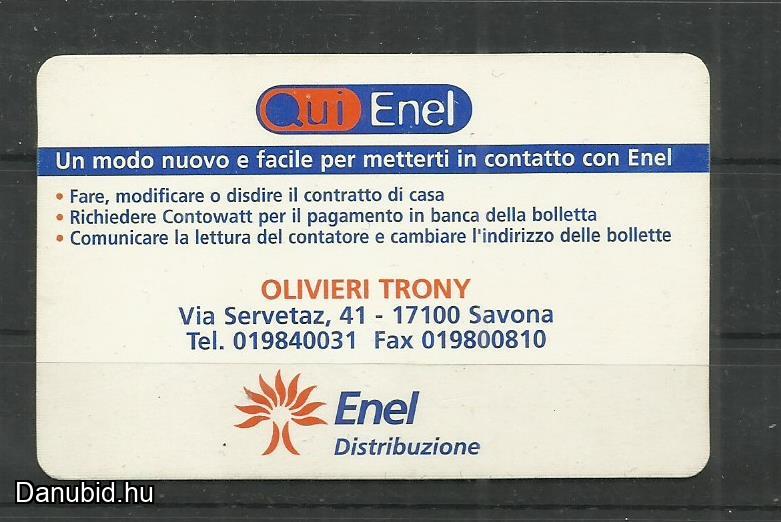 Qui Enel
Un modo nuovo e facile per metterti in contatto con Enel
• Fare, modificare o disdire il contratto di casa
• Richiedere Contowatt per il pagamento in banca della bolletta
• Comunicare la lettura del contatore e cambiare l'indirizzo delle bollette
OLIVIERI TRONY
Via Servetaz, 41 - 17100 Savona
Tel. 019840031 Fax 019800810
Enel
Distribuzione
Danubid.hu